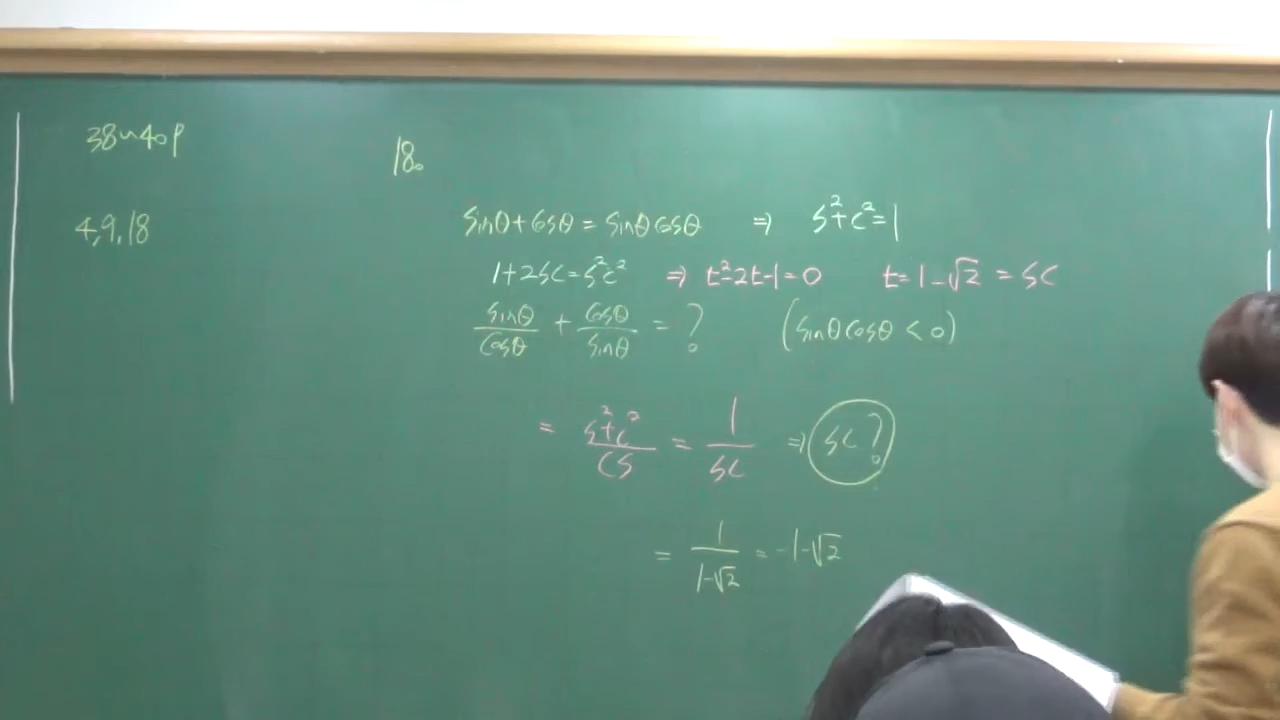 38~40p
4, 9, 18
18.
sinθ+cosθ = sinθcosθ ⇒ s²+c²=1
1+2sc=s²c² ⇒ t²-2t-1=0 t=1-√2 = sc
sinθ/cosθ + cosθ/sinθ = ? (sinθcosθ < 0)
= s²+c²/cs = 1/sc ⇒ sc?
= 1/1-√2 = -1-√2